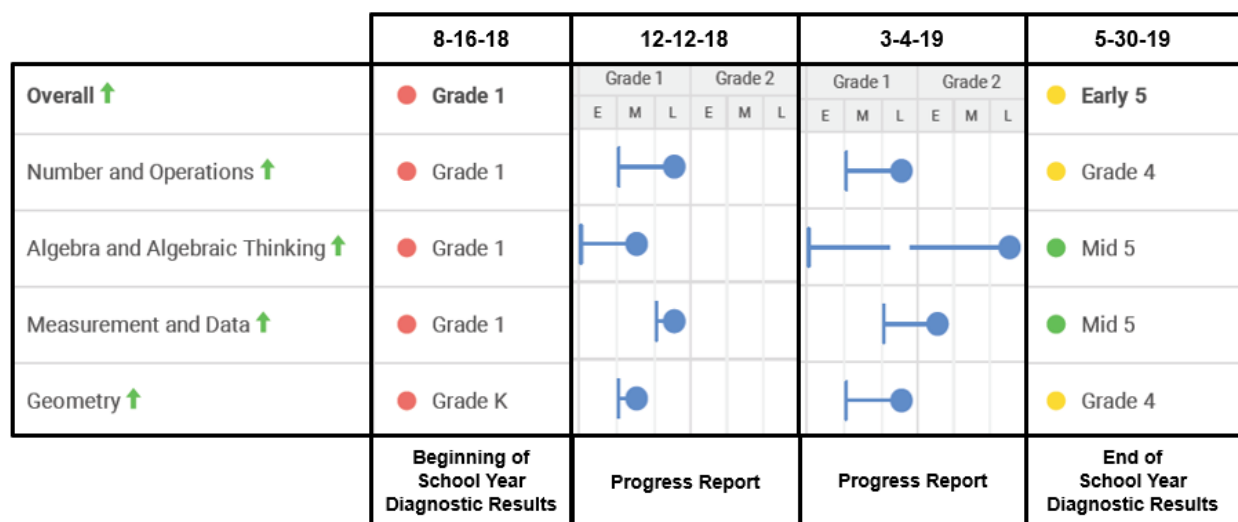 8-16-18 12-12-18 3-4-19 5-30-19
Overall Grade 1 Grade 1 Grade 2 Grade 1 Grade 2 Early 5
E M L E M L E M L E M L
Number and Operations Grade 1 Grade 4
Algebra and Algebraic Thinking Grade 1 Mid 5
Measurement and Data Grade 1 Mid 5
Geometry Grade K Grade 4
Beginning of
School Year
Diagnostic Results
Progress Report
Progress Report
End of
School Year
Diagnostic Results